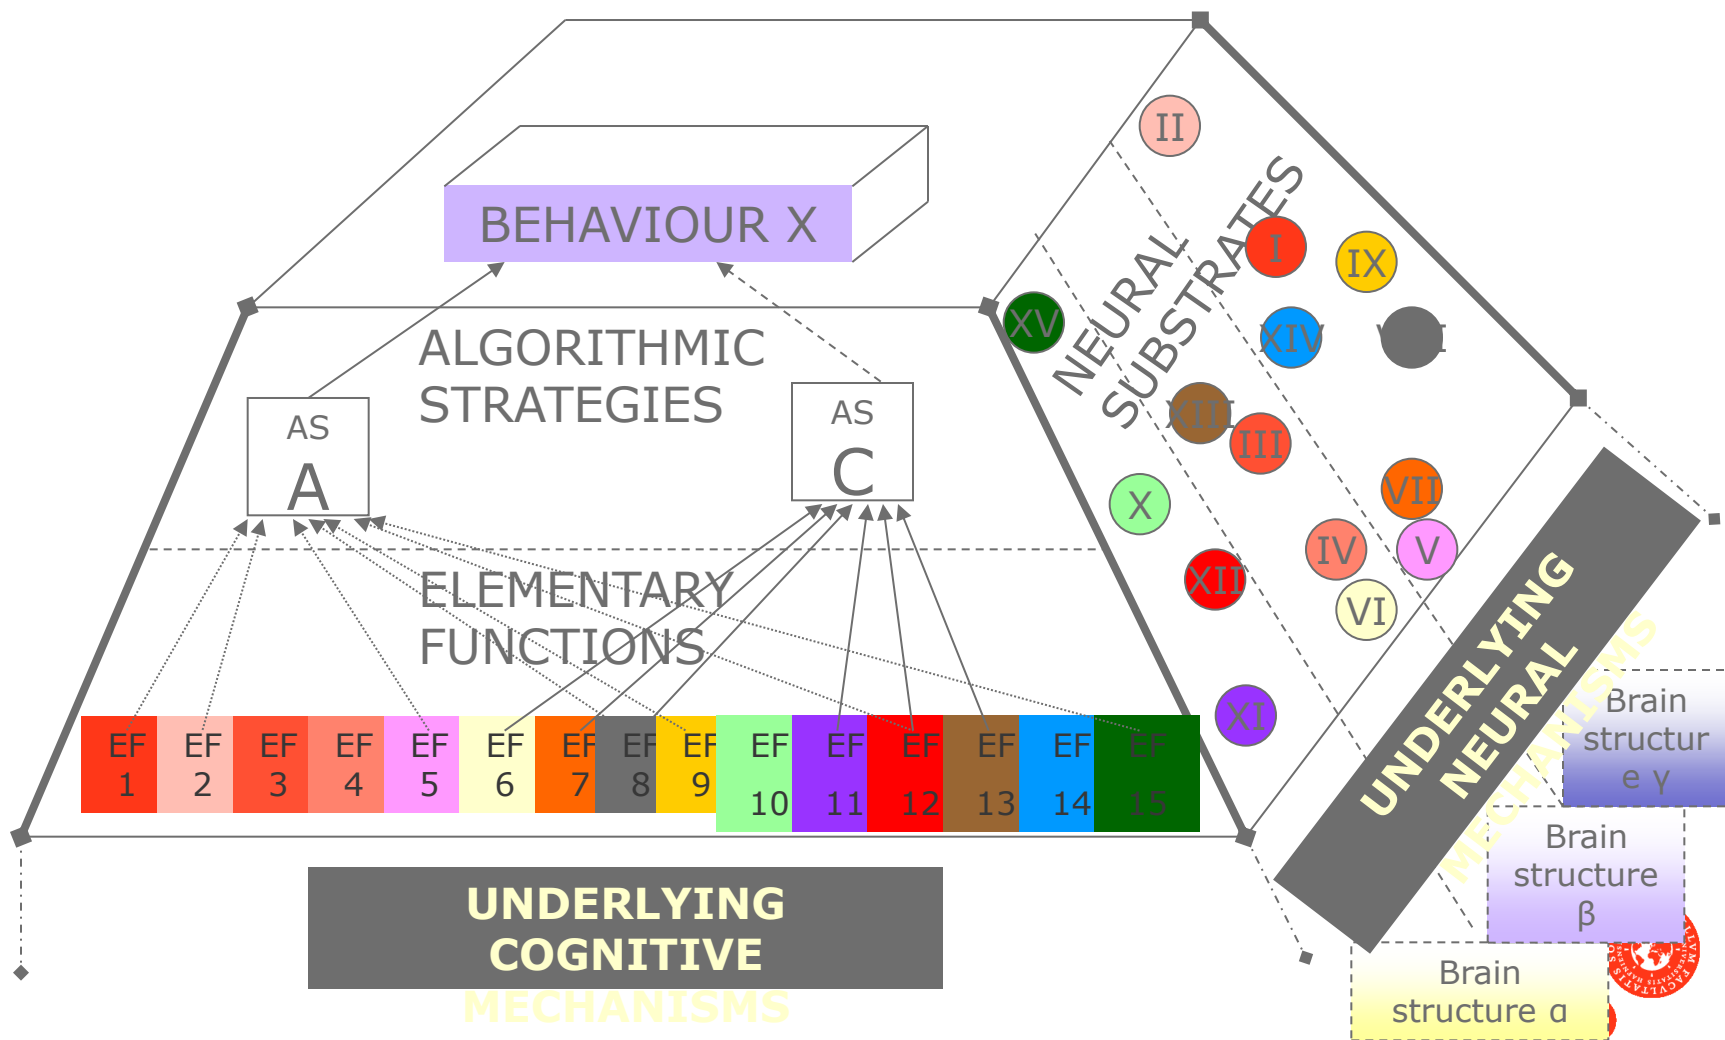 BEHAVIOUR X
ALGORITHMIC
STRATEGIES
AS
A
AS
C
ELEMENTARY
FUNCTIONS
EF
1
EF
2
EF
3
EF
4
EF
5
EF
6
EF
7
EF
8
EF
9
EF
10
EF
11
EF
12
EF
13
EF
14
EF
15
UNDERLYING
COGNITIVE
MECHANISMS
NEURAL
SUBSTRATES
II
I
IX
XV
XIV
XIII
III
X
VII
IV
V
XII
VI
XI
UNDERLYING
NEURAL
MECHANISMS
Brain
structur
e γ
Brain
structure
β
Brain
structure α